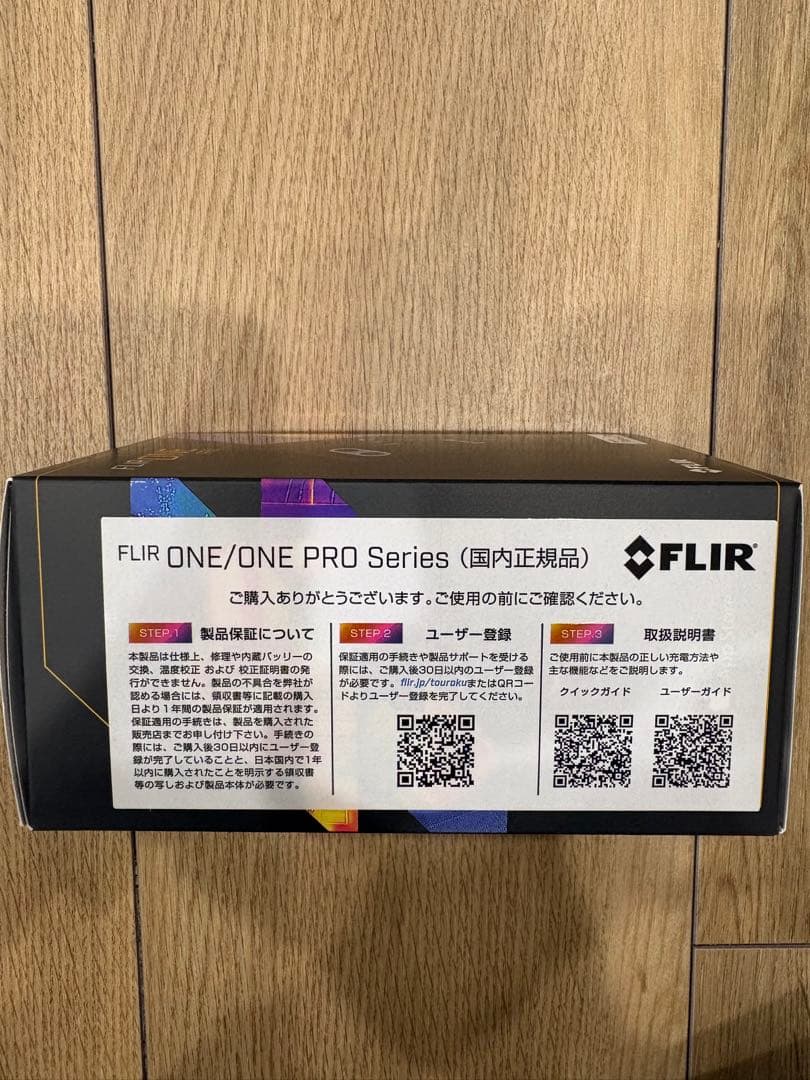 FLIR ONE/ONE PRO Series（国内正規品）
FLIR
ご購入ありがとうございます。ご使用の前にご確認ください。
STEP.1 製品保証について
本製品は仕様上、修理や内蔵バッテリーの
交換、温度校正 および 校正証明書の発
行ができません。製品の不具合を弊社が
認める場合には、領収書等に記載の購入
日より1年間の製品保証が適用されます。
保証適用の手続きは、製品を購入された
販売店までお申し付け下さい。手続きの
際には、ご購入後30日以内にユーザー登
録が完了していることと、日本国内で1年
以内に購入されたことを明示する領収書
等の写しおよび製品本体が必要です。
STEP.2 ユーザー登録
保証適用の手続きや製品サポートを受ける
際には、ご購入後30日以内のユーザー登録
が必要です。flir.jp/tourokuまたはQRコー
ドよりユーザー登録を完了してください。
STEP.3 取扱説明書
ご使用前に本製品の正しい充電方法や
主な機能などをご説明します。
クイックガイド ユーザーガイド